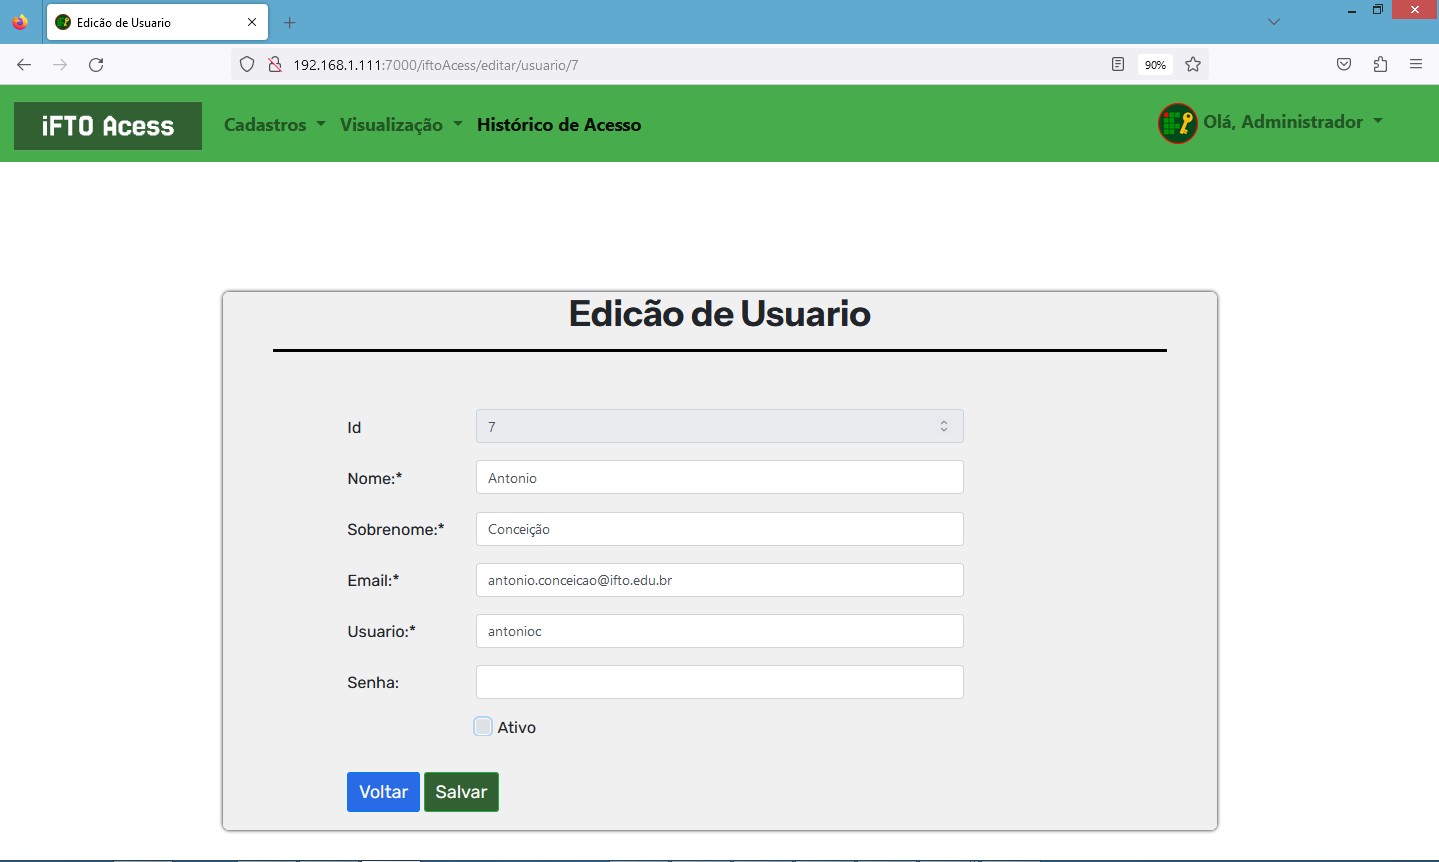 Edicão de Usuario
192.168.1.111:7000/iftoAcess/editar/usuario/7
90%
iFTO Acess
Cadastros
Visualização
Histórico de Acesso
Olá, Administrador
Edicão de Usuario
Id
7
Nome:*
Antonio
Sobrenome:*
Conceição
Email:*
antonio.conceicao@ifto.edu.br
Usuario:*
antonioc
Senha:
Ativo
Voltar
Salvar